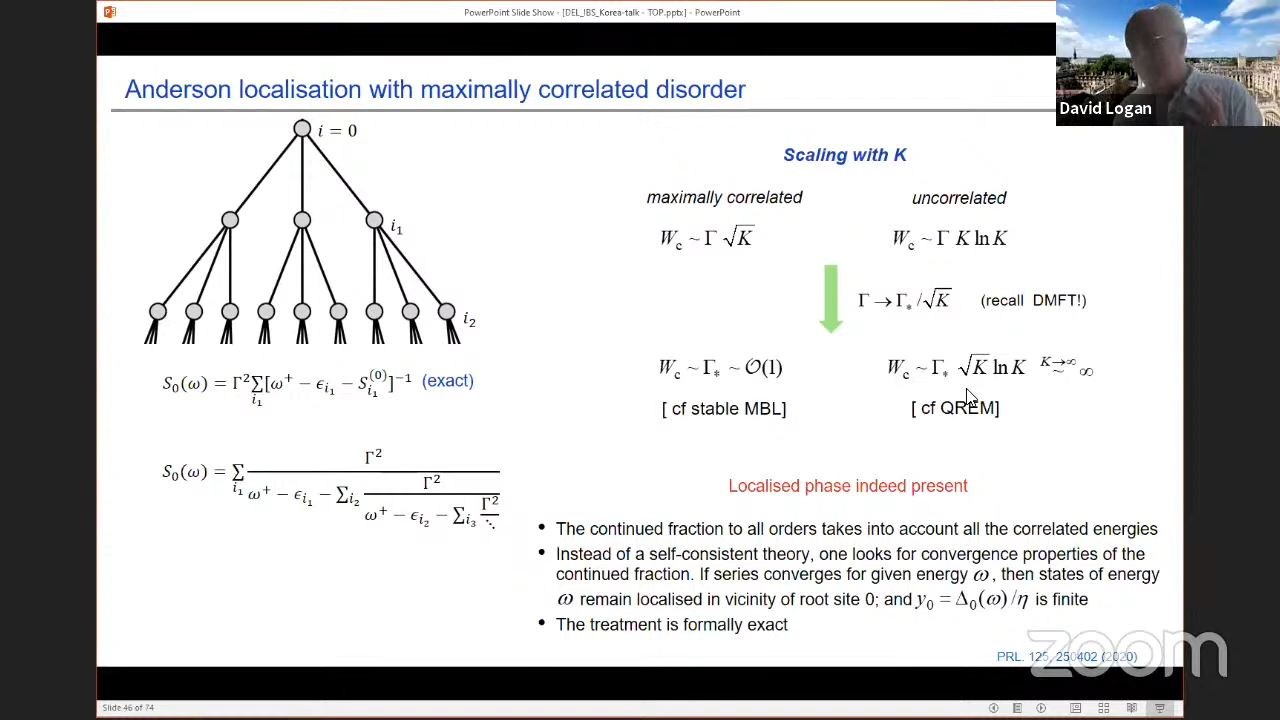 PowerPoint Slide Show - [DEL_IBS_Korea-talk - TOP.pptx] - PowerPoint
David Logan
Anderson localisation with maximally correlated disorder
i = 0
i₁
i₂
S₀(ω) = Γ² ∑_{i₁} [ω⁺ − ϵ_{i₁} − S_{i₁}^{(0)}]⁻¹ (exact)
S₀(ω) = ∑_{i₁} Γ² / (ω⁺ − ϵ_{i₁} − ∑_{i₂} Γ² / (ω⁺ − ϵ_{i₂} − ∑_{i₃} Γ² / ⋱))
Scaling with K
maximally correlated uncorrelated
W_c ~ Γ √K W_c ~ Γ K ln K
Γ → Γ_* / √K (recall DMFT!)
W_c ~ Γ_* ~ 𝒪(1) W_c ~ Γ_* √K ln K ~^{K→∞} ∞
[ cf stable MBL] [ cf QREM]
Localised phase indeed present
• The continued fraction to all orders takes into account all the correlated energies
• Instead of a self-consistent theory, one looks for convergence properties of the
continued fraction. If series converges for given energy ω, then states of energy
ω remain localised in vicinity of root site 0; and y₀ = Δ₀(ω)/η is finite
• The treatment is formally exact
PRL. 125, 250402 (2020)
zoom
Slide 46 of 74